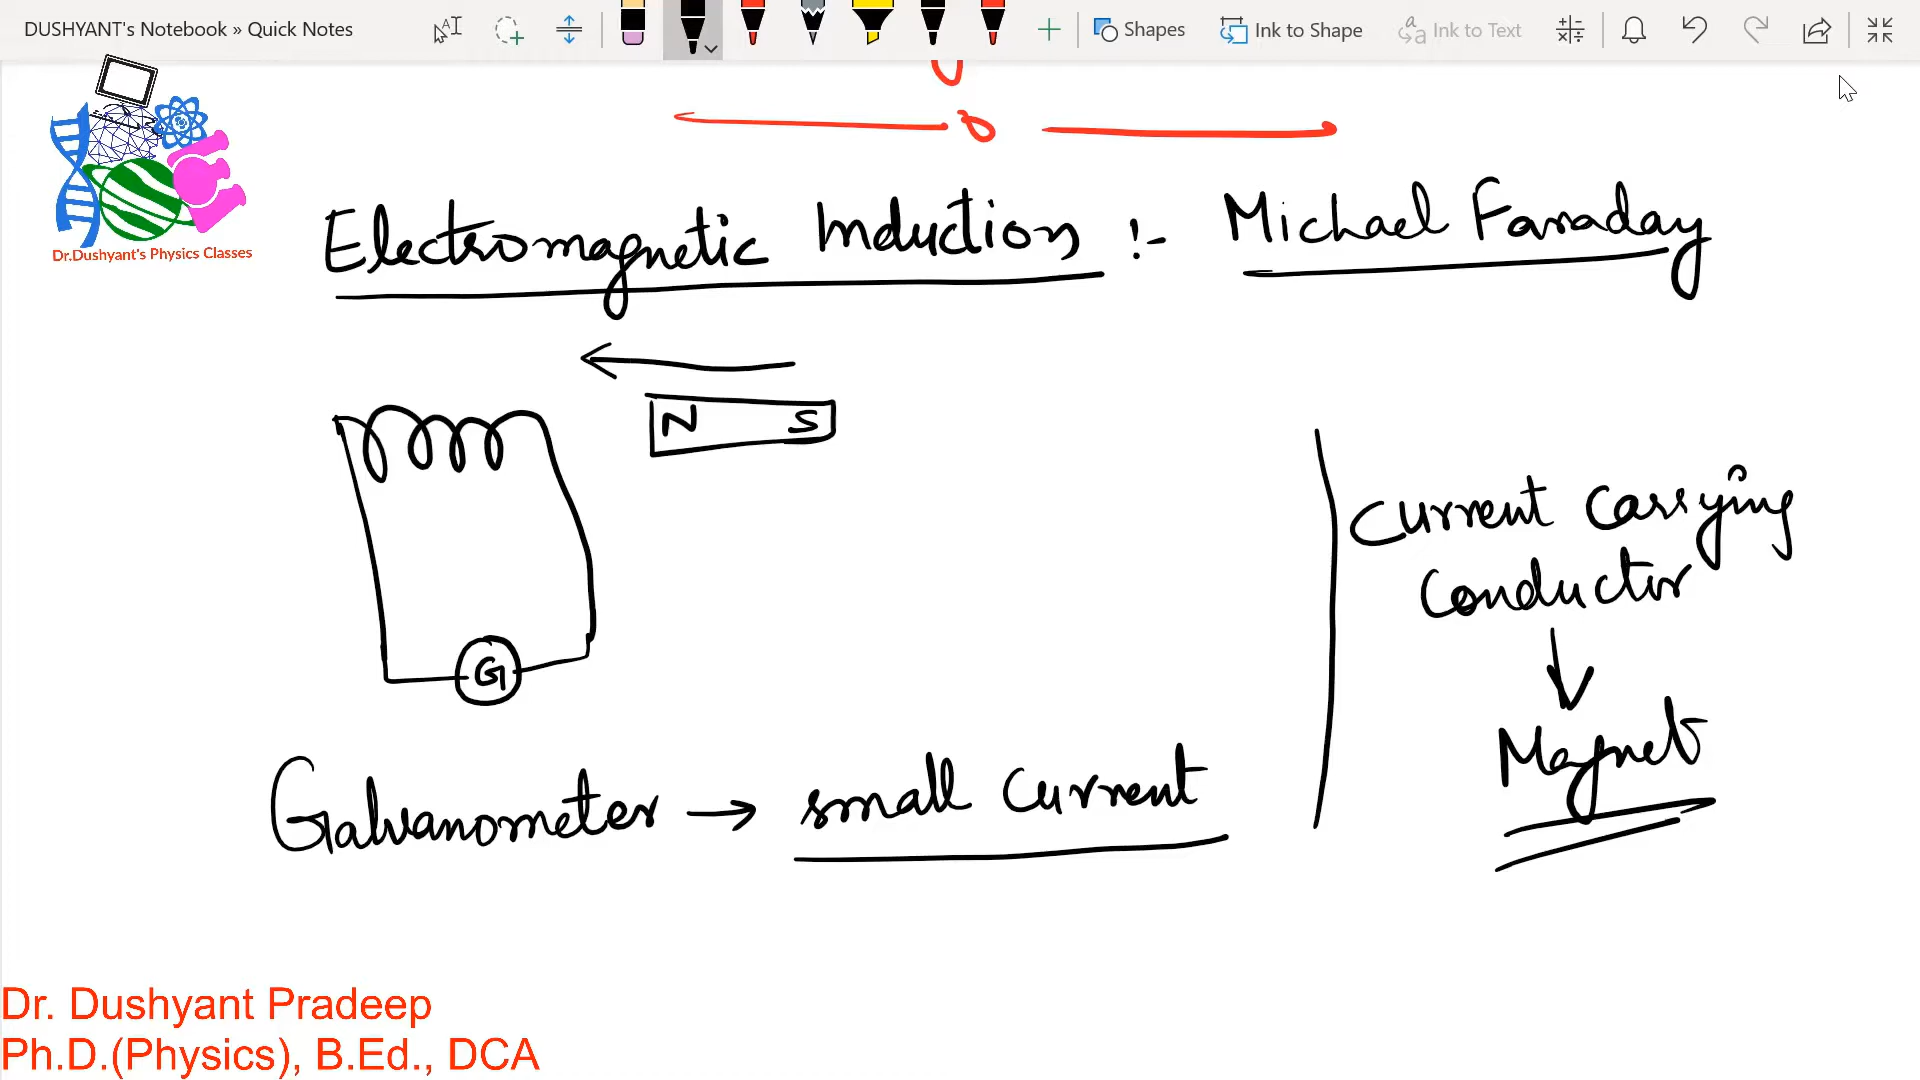 DUSHYANT's Notebook » Quick Notes
Shapes
Ink to Shape
Ink to Text
Dr.Dushyant's Physics Classes
Electromagnetic Induction :- Michael Faraday
N S
G
Current Carrying
Conductor
Magnet
Galvanometer → small current
Dr. Dushyant Pradeep
Ph.D.(Physics), B.Ed., DCA